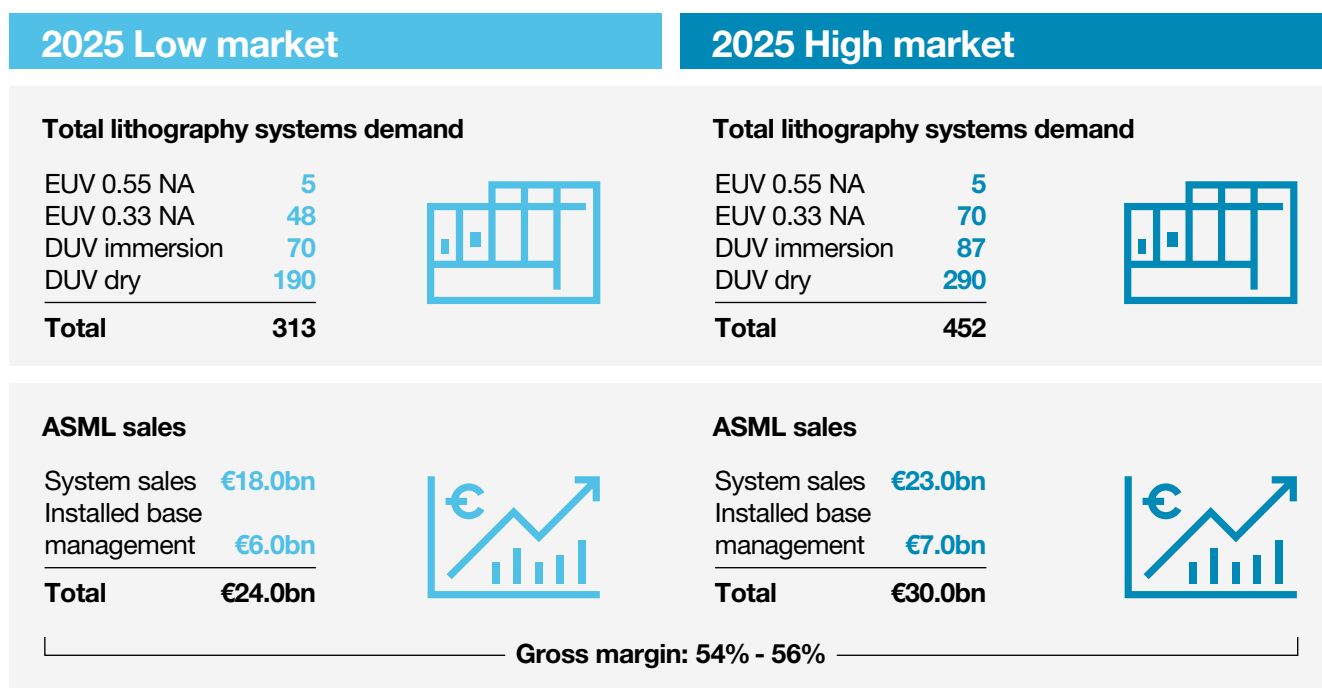 2025 Low market
Total lithography systems demand
EUV 0.55 NA 5
EUV 0.33 NA 48
DUV immersion 70
DUV dry 190
Total 313
ASML sales
System sales €18.0bn
Installed base
management €6.0bn
Total €24.0bn
2025 High market
Total lithography systems demand
EUV 0.55 NA 5
EUV 0.33 NA 70
DUV immersion 87
DUV dry 290
Total 452
ASML sales
System sales €23.0bn
Installed base
management €7.0bn
Total €30.0bn
Gross margin: 54% - 56%